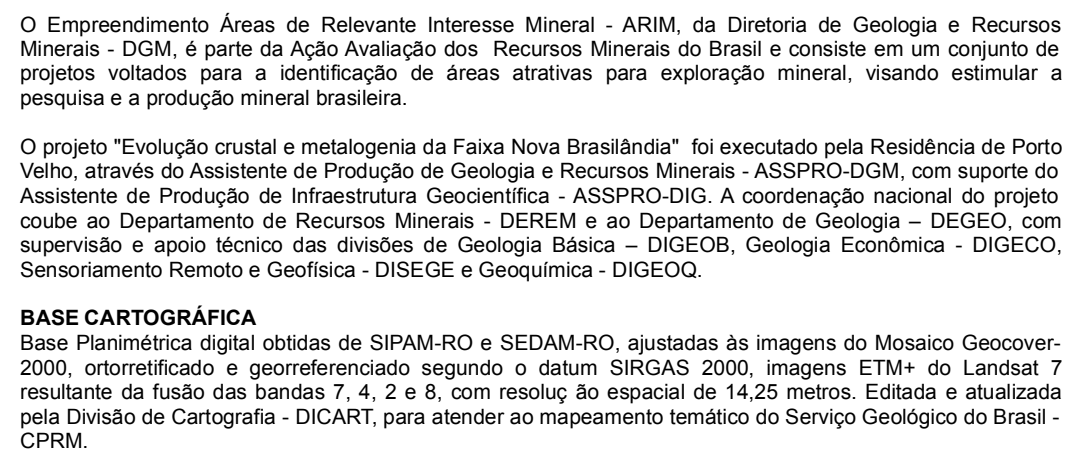 O Empreendimento Áreas de Relevante Interesse Mineral - ARIM, da Diretoria de Geologia e Recursos
Minerais - DGM, é parte da Ação Avaliação dos  Recursos Minerais do Brasil e consiste em um conjunto de
projetos voltados para a identificação de áreas atrativas para exploração mineral, visando estimular a
pesquisa e a produção mineral brasileira.

O projeto "Evolução crustal e metalogenia da Faixa Nova Brasilândia"  foi executado pela Residência de Porto
Velho, através do Assistente de Produção de Geologia e Recursos Minerais - ASSPRO-DGM, com suporte do
Assistente de Produção de Infraestrutura Geocientífica - ASSPRO-DIG. A coordenação nacional do projeto
coube ao Departamento de Recursos Minerais - DEREM e ao Departamento de Geologia – DEGEO, com
supervisão e apoio técnico das divisões de Geologia Básica – DIGEOB, Geologia Econômica - DIGECO,
Sensoriamento Remoto e Geofísica - DISEGE e Geoquímica - DIGEOQ.

BASE CARTOGRÁFICA
Base Planimétrica digital obtidas de SIPAM-RO e SEDAM-RO, ajustadas às imagens do Mosaico Geocover-
2000, ortorretificado e georreferenciado segundo o datum SIRGAS 2000, imagens ETM+ do Landsat 7
resultante da fusão das bandas 7, 4, 2 e 8, com resoluç ão espacial de 14,25 metros. Editada e atualizada
pela Divisão de Cartografia - DICART, para atender ao mapeamento temático do Serviço Geológico do Brasil -
CPRM.